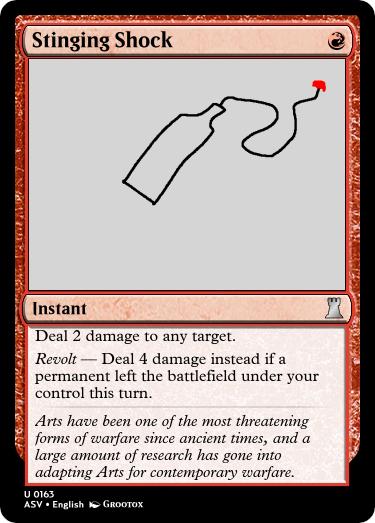 Stinging Shock
Instant
Deal 2 damage to any target.
Revolt — Deal 4 damage instead if a
permanent left the battlefield under your
control this turn.
Arts have been one of the most threatening
forms of warfare since ancient times, and a
large amount of research has gone into
adapting Arts for contemporary warfare.
U 0163
ASV • English Grootox